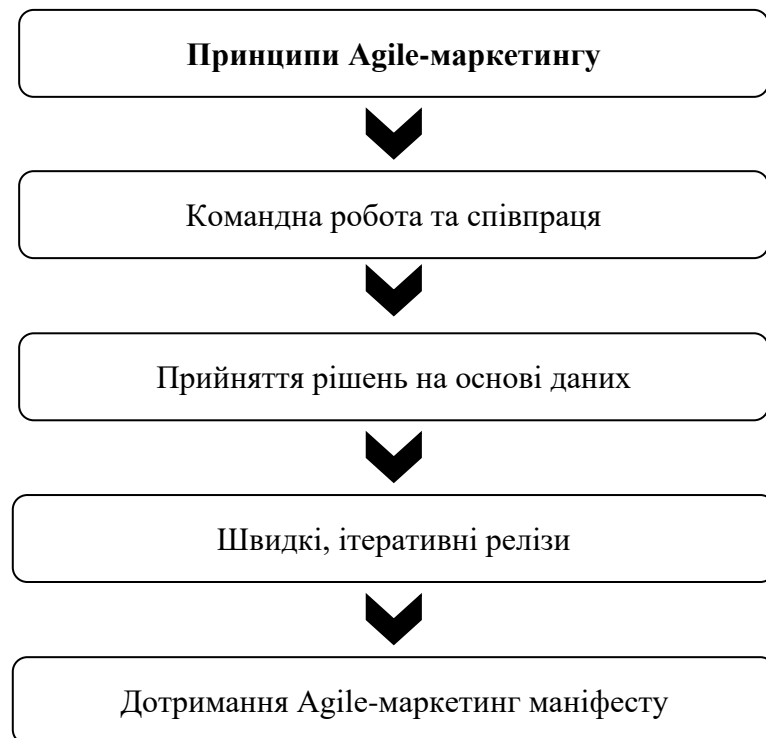 Принципи Agile-маркетингу
Командна робота та співпраця
Прийняття рішень на основі даних
Швидкі, ітеративні релізи
Дотримання Agile-маркетинг маніфесту